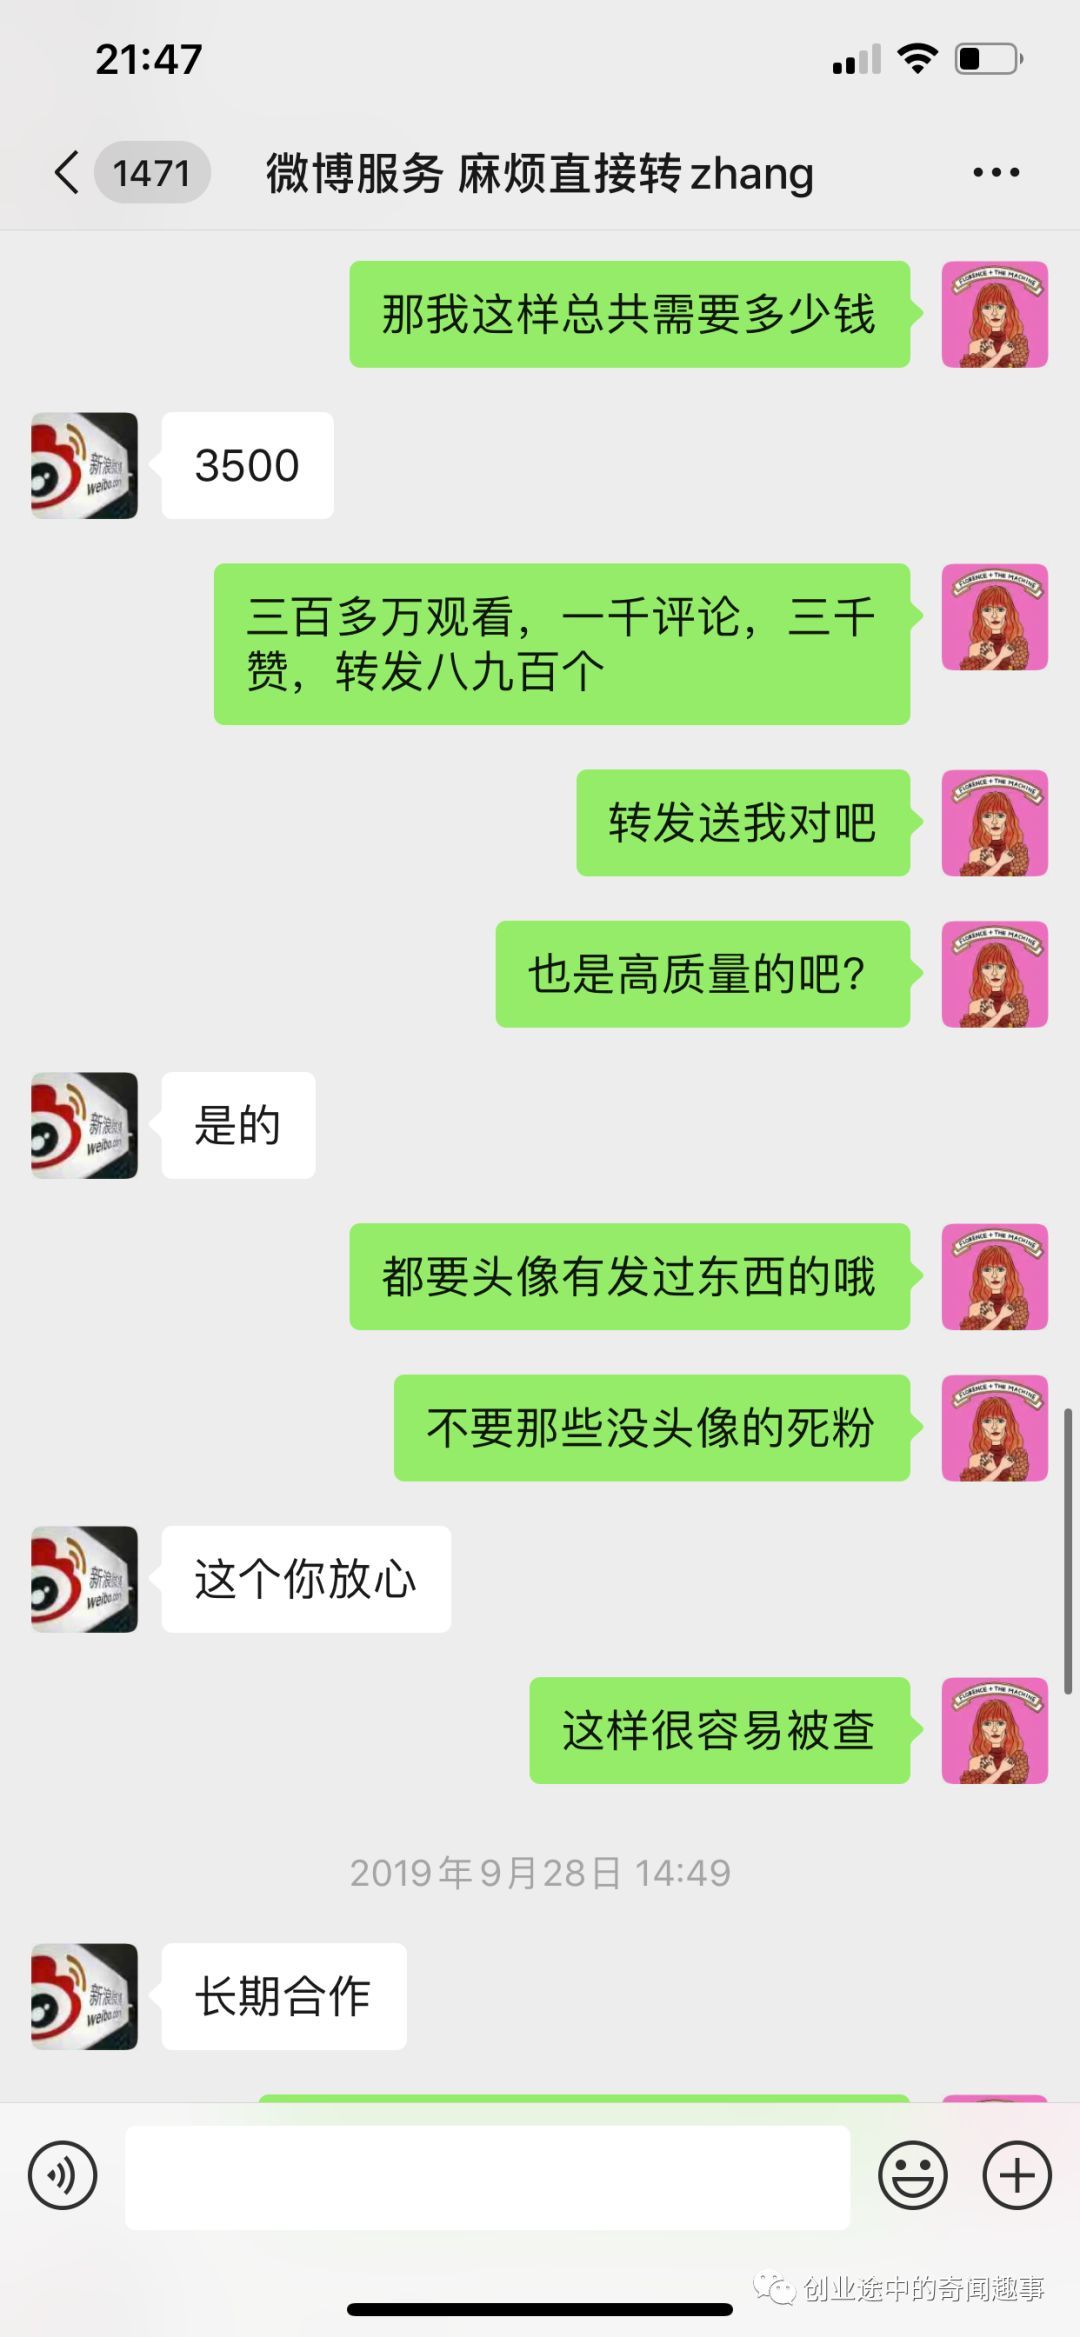 21:47
1471
微博服务 麻烦直接转zhang
那我这样总共需要多少钱
3500
三百多万观看，一千评论，三千
赞，转发八九百个
转发送我对吧
也是高质量的吧？
是的
都要头像有发过东西的哦
不要那些没头像的死粉
这个你放心
这样很容易被查
2019年9月28日 14:49
长期合作
创业途中的奇闻趣事